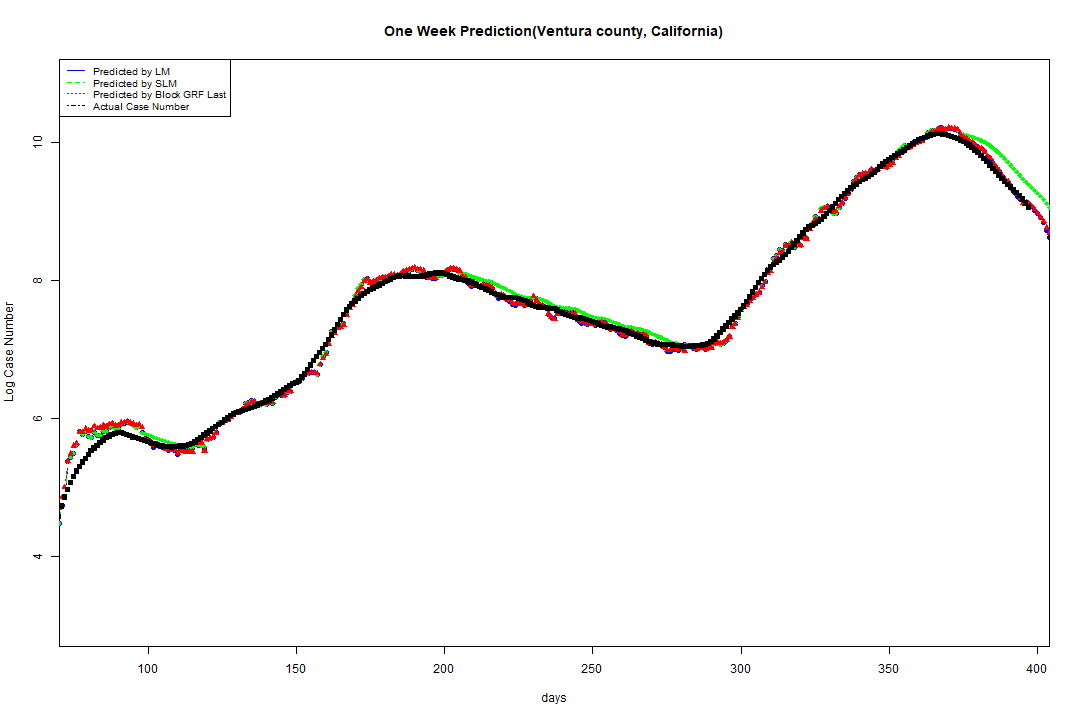 One Week Prediction(Ventura county, California)
Predicted by LM
Predicted by SLM
Predicted by Block GRF Last
Actual Case Number
10
8
6
4
Log Case Number
100 150 200 250 300 350 400
days